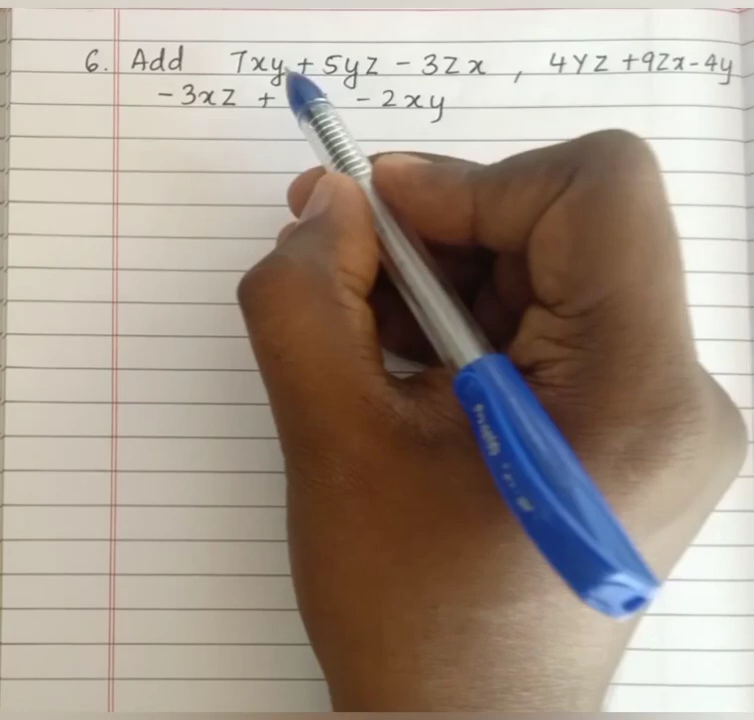 6. Add 7xy + 5yz - 3zx , 4yz + 9zx - 4y
- 3xz + - 2xy